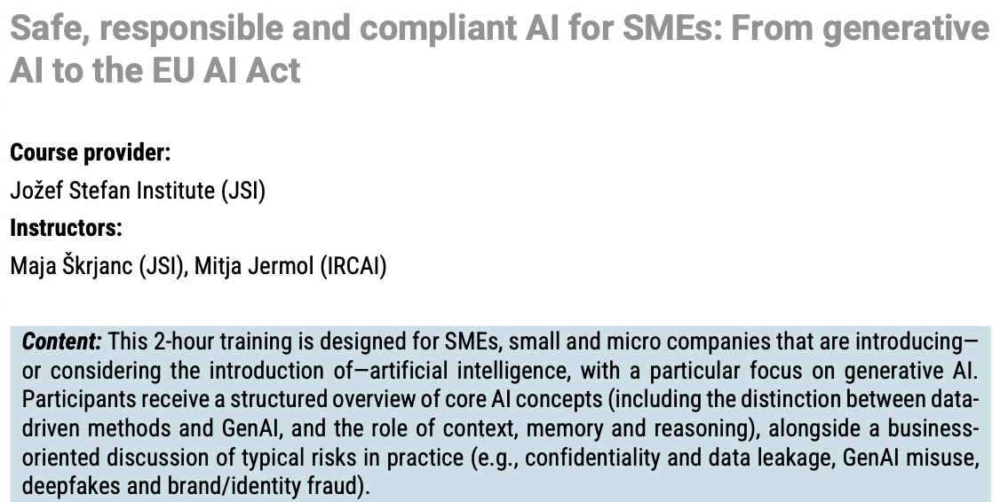 Safe, responsible and compliant AI for SMEs: From generative
AI to the EU AI Act
Course provider:
Jožef Stefan Institute (JSI)
Instructors:
Maja Škrjanc (JSI), Mitja Jermol (IRCAI)
Content: This 2-hour training is designed for SMEs, small and micro companies that are introducing—
or considering the introduction of—artificial intelligence, with a particular focus on generative AI.
Participants receive a structured overview of core AI concepts (including the distinction between data-
driven methods and GenAI, and the role of context, memory and reasoning), alongside a business-
oriented discussion of typical risks in practice (e.g., confidentiality and data leakage, GenAI misuse,
deepfakes and brand/identity fraud).